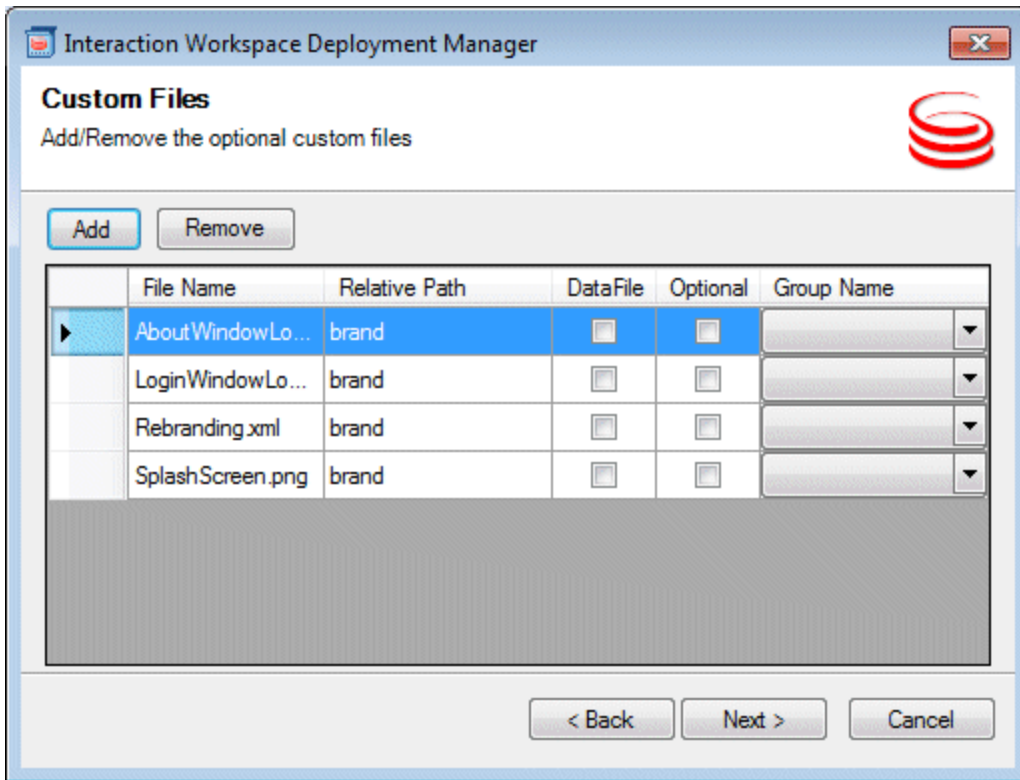 Interaction Workspace Deployment Manager
Custom Files
Add/Remove the optional custom files
Add Remove
File Name Relative Path DataFile Optional Group Name
AboutWindowLo... brand
LoginWindowLo... brand
Rebranding.xml brand
SplashScreen.png brand
< Back Next > Cancel